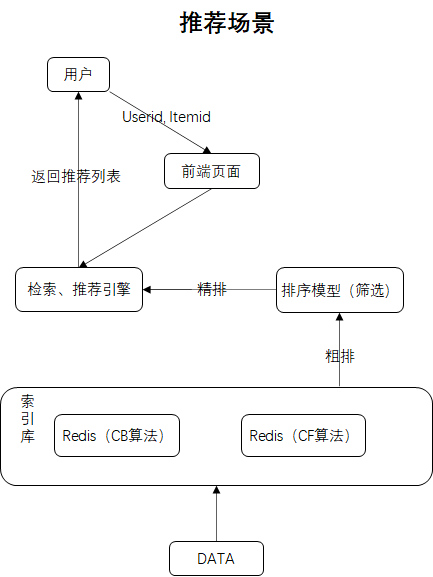 推荐场景
用户
Userid, Itemid
前端页面
返回推荐列表
检索、推荐引擎
精排
排序模型（筛选）
粗排
索引库
Redis（CB算法）
Redis（CF算法）
DATA